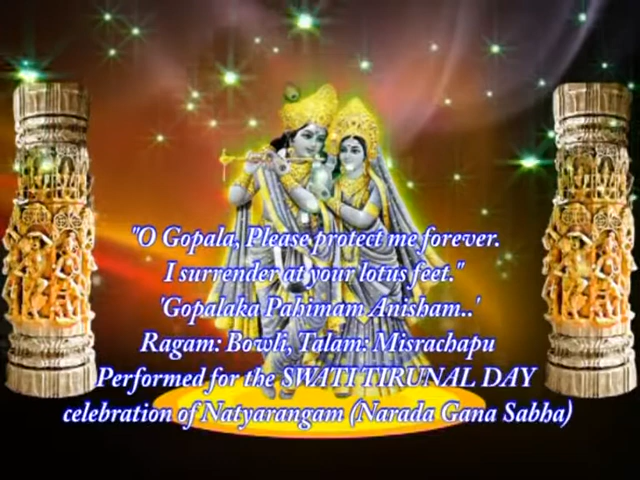 "O Gopala, Please protect me forever.
I surrender at your lotus feet."
'Gopalaka Pahimam Anisham..'
Ragam: Bowli, Talam: Misrachapu
Performed for the SWATI TIRUNAL DAY
celebration of Natyarangam (Narada Gana Sabha)